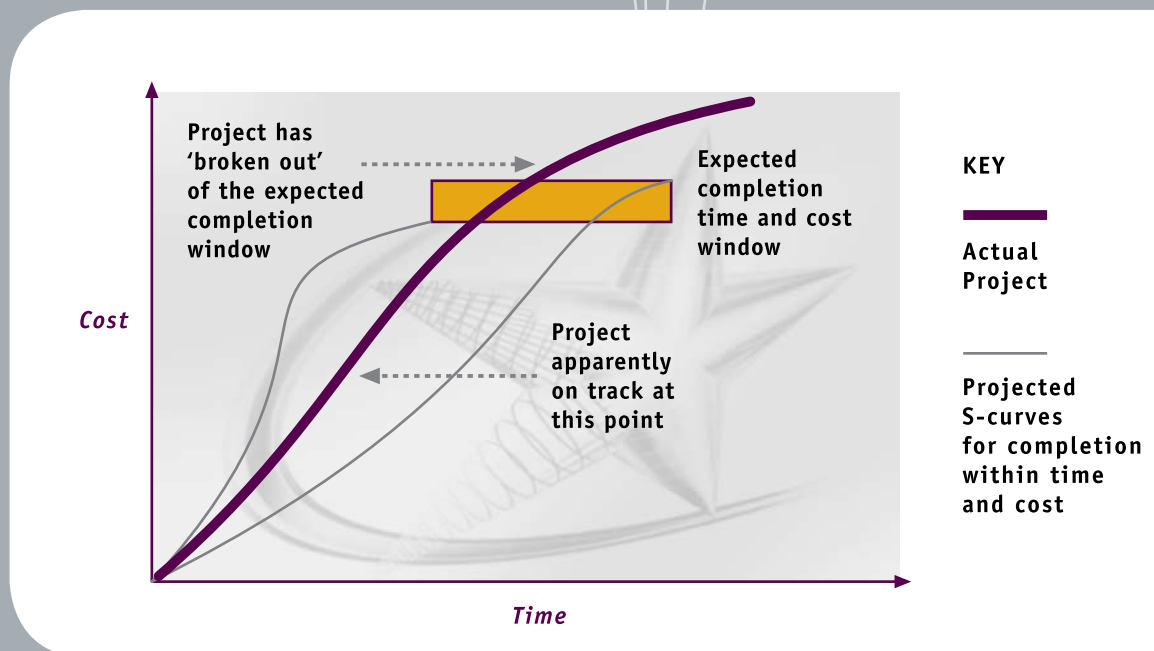 Project has
‘broken out’
of the expected
completion
window
Expected
completion
time and cost
window
Cost
Project
apparently
on track at
this point
Time
KEY
Actual
Project
Projected
S-curves
for completion
within time
and cost